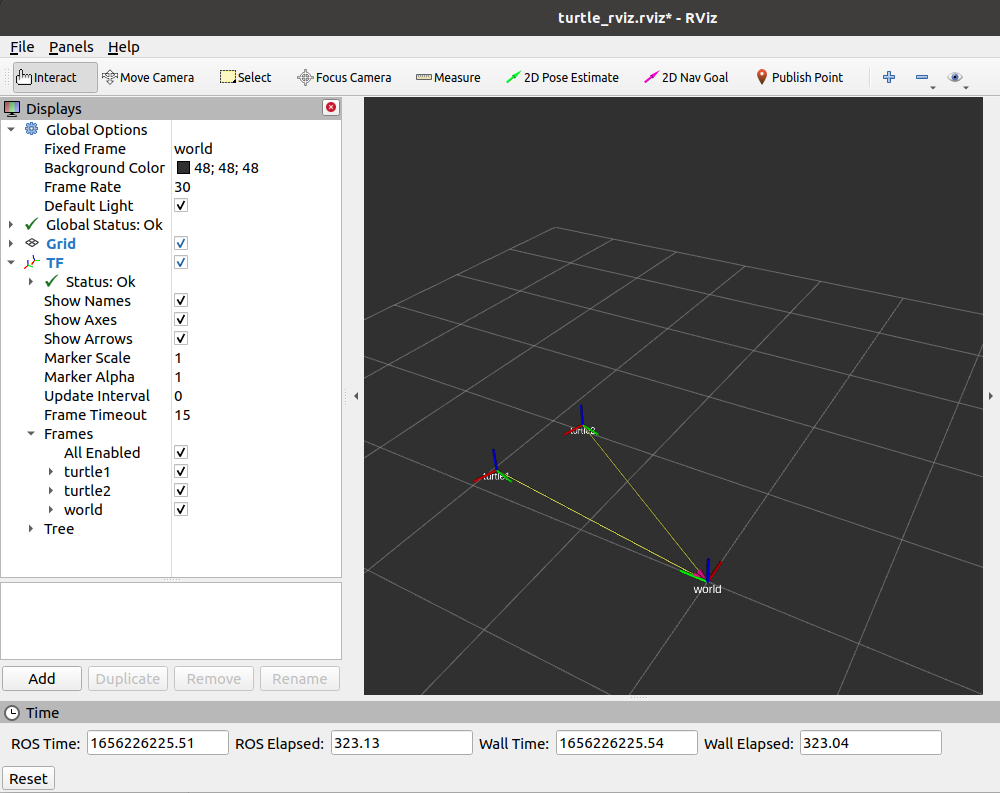 turtle_rviz.rviz* - RViz
File Panels Help
Interact Move Camera Select Focus Camera Measure 2D Pose Estimate 2D Nav Goal Publish Point
Displays
Global Options
Fixed Frame world
Background Color 48; 48; 48
Frame Rate 30
Default Light
Global Status: Ok
Grid
TF
Status: Ok
Show Names
Show Axes
Show Arrows
Marker Scale 1
Marker Alpha 1
Update Interval 0
Frame Timeout 15
Frames
All Enabled
turtle1
turtle2
world
Tree
turtle2
turtle1
world
Add Duplicate Remove Rename
Time
ROS Time: 1656226225.51 ROS Elapsed: 323.13 Wall Time: 1656226225.54 Wall Elapsed: 323.04
Reset